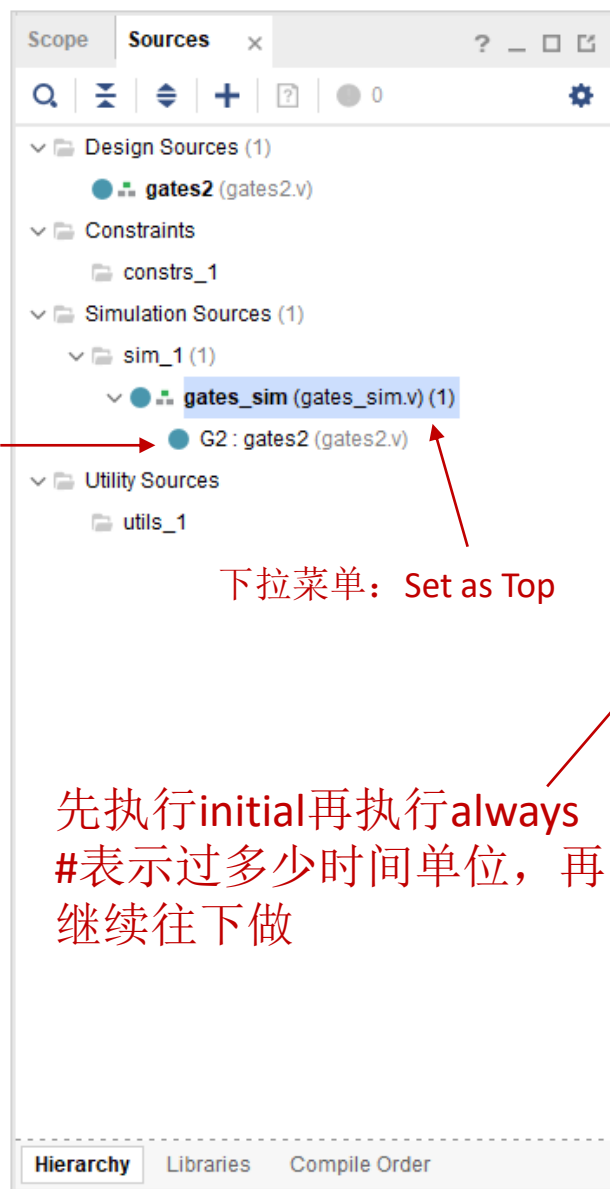 Scope Sources × ?
0
Design Sources (1)
gates2 (gates2.v)
Constraints
constrs_1
Simulation Sources (1)
sim_1 (1)
gates_sim (gates_sim.v) (1)
G2 : gates2 (gates2.v)
Utility Sources
utils_1
下拉菜单：Set as Top
先执行initial再执行always
#表示过多少时间单位，再
继续往下做
Hierarchy Libraries Compile Order